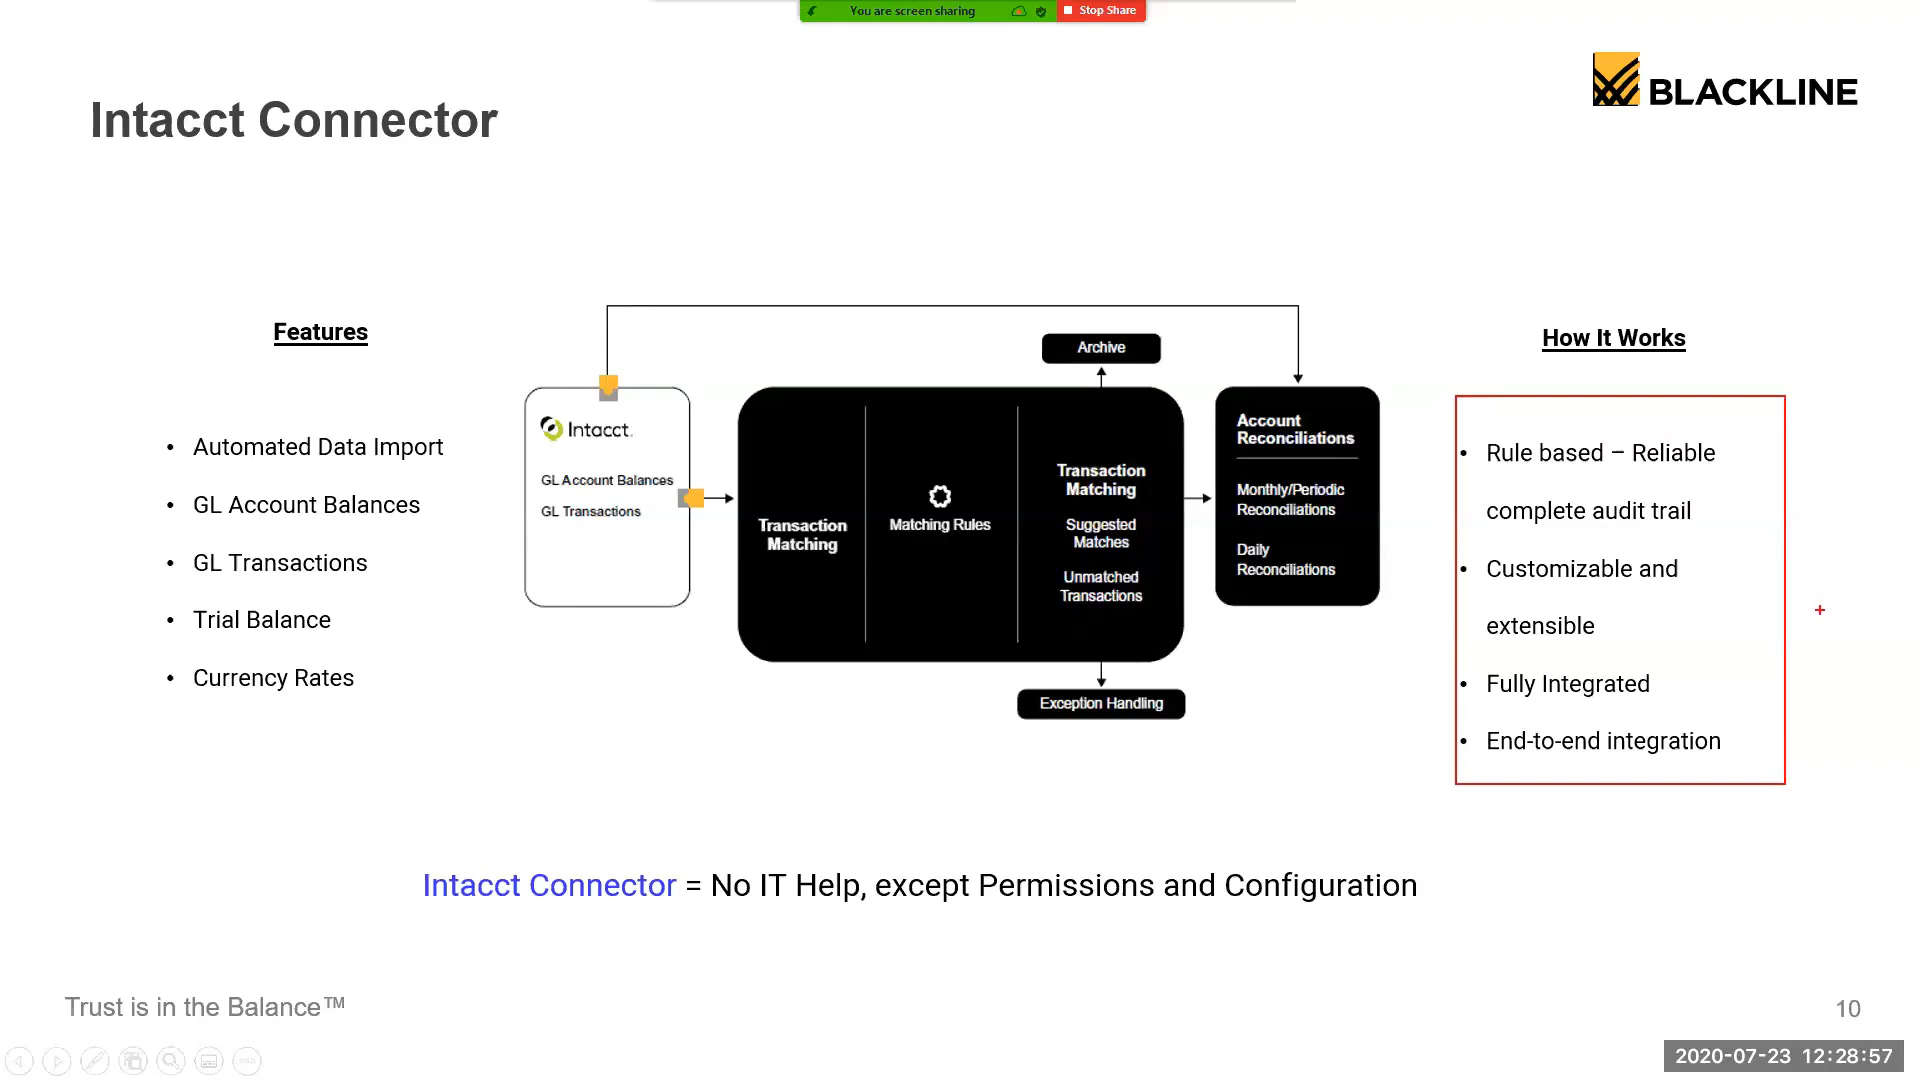 You are screen sharing
Stop Share
BLACKLINE
Intacct Connector
Features
• Automated Data Import
• GL Account Balances
• GL Transactions
• Trial Balance
• Currency Rates
Intacct.
GL Account Balances
GL Transactions
Transaction
Matching
Matching Rules
Archive
Transaction
Matching
Suggested
Matches
Unmatched
Transactions
Exception Handling
Account
Reconciliations
Monthly/Periodic
Reconciliations
Daily
Reconciliations
How It Works
• Rule based – Reliable
complete audit trail
• Customizable and
extensible
• Fully Integrated
• End-to-end integration
Intacct Connector = No IT Help, except Permissions and Configuration
Trust is in the Balance™
10
2020-07-23 12:28:57